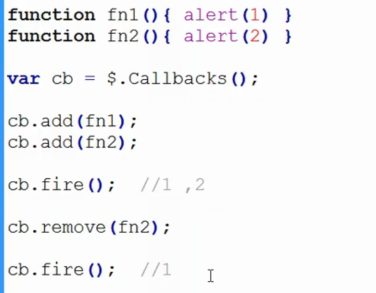 function fn1(){ alert(1) }
function fn2(){ alert(2) }
var cb = $.Callbacks();
cb.add(fn1);
cb.add(fn2);
cb.fire();  //1 ,2
cb.remove(fn2);
cb.fire();  //1